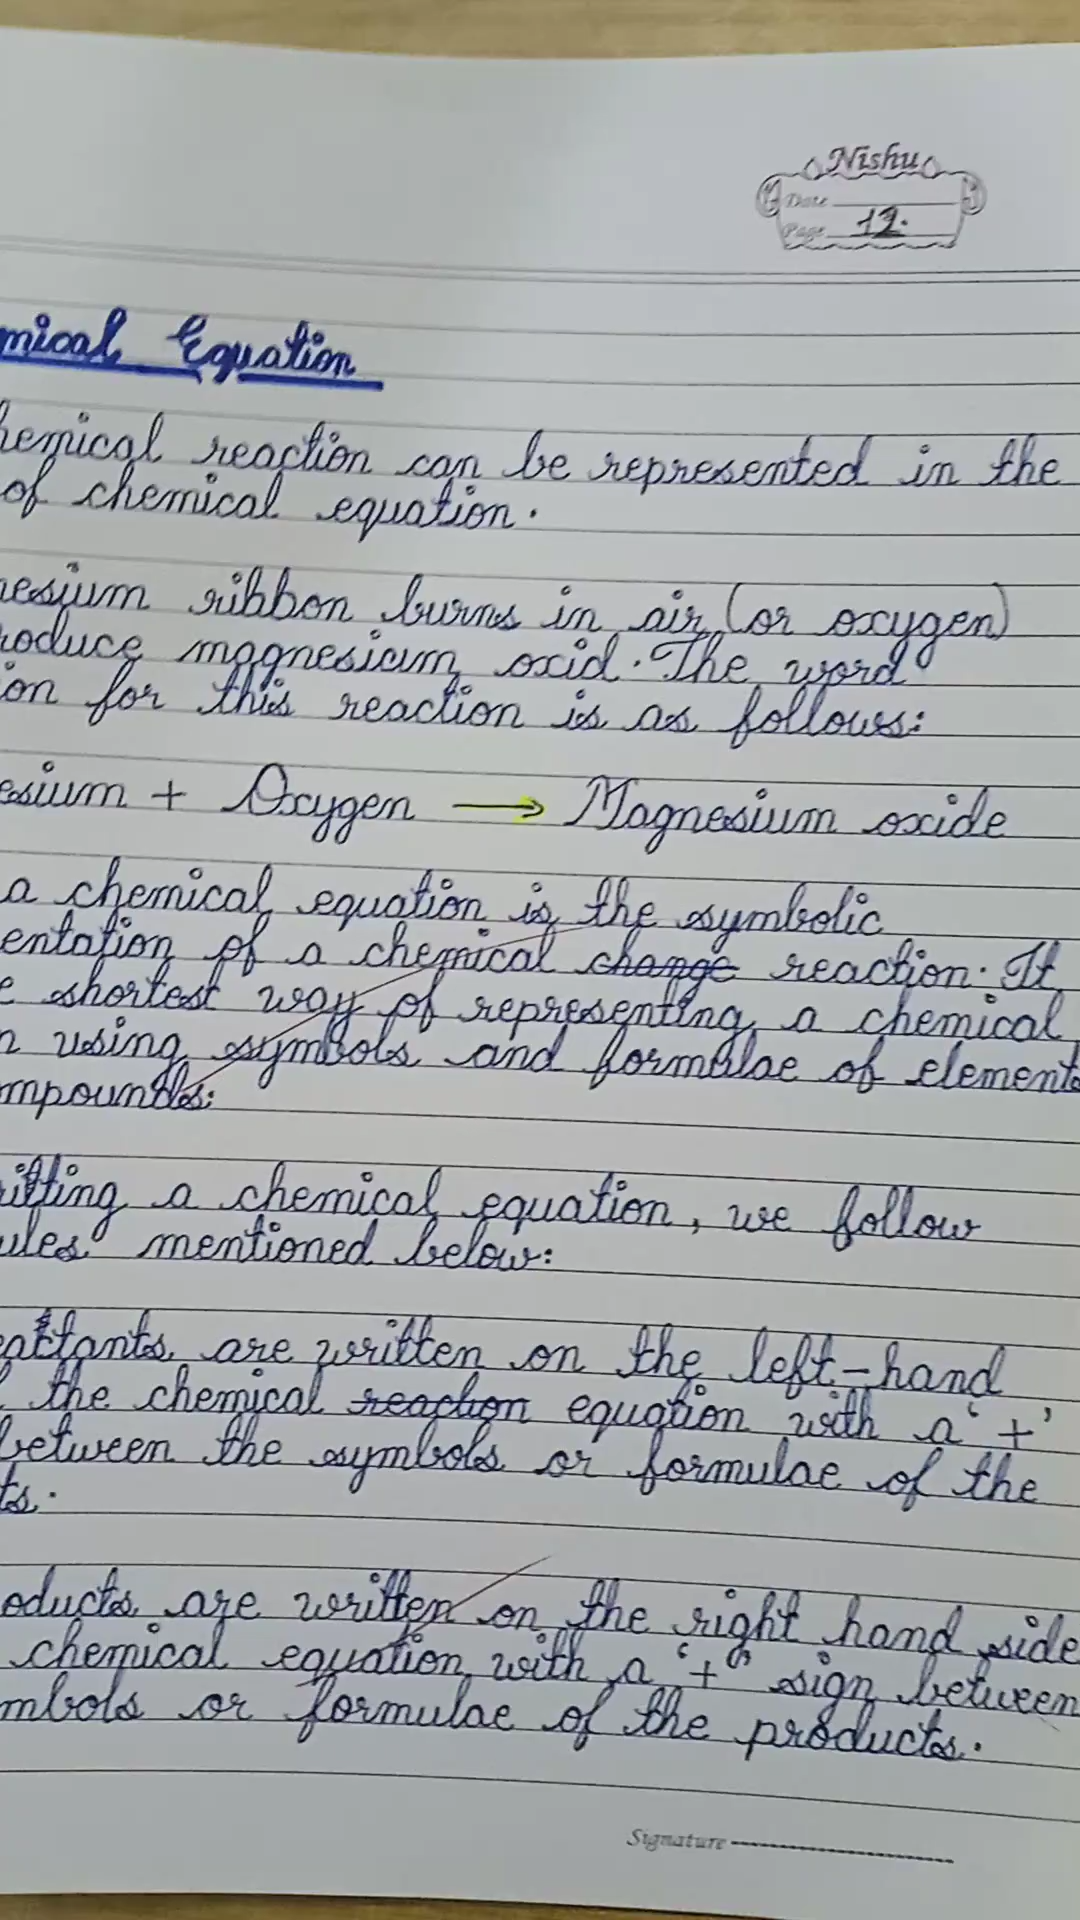 Nishu
Date
Page 12.
mical Equation
hemical reaction can be represented in the
of chemical equation.
nesium ribbon burns in air (or oxygen)
roduce magnesium oxid. The word
ion for this reaction is as follows:
esium + Oxygen → Magnesium oxide
a chemical equation is the symbolic
entation of a chemical change reaction. It
e shortest way of representing a chemical
n using symbols and formulae of element
mpounds:
riting a chemical equation, we follow
ules mentioned below:
eattants are written on the left-hand
the chemical reaction equation with a '+'
between the symbols or formulae of the
ts.
oducts are written on the right hand side
chemical equation with a '+' sign between
mbols or formulae of the products.
Signature